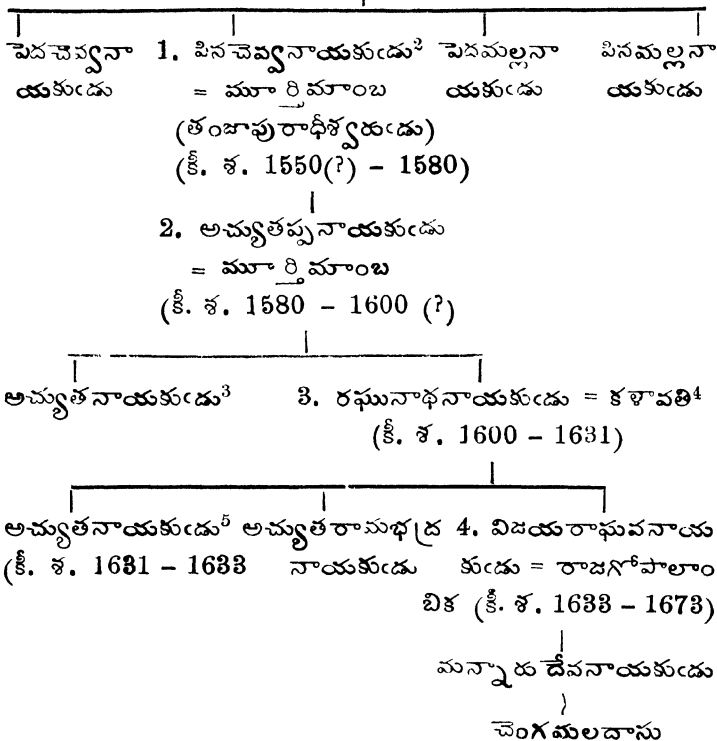 పెదచెవ్వనా 1. పినచెవ్వనాయకుఁడు² పెదమల్లనా పినమల్లనా
యకుఁడు = మూర్తిమాంబ యకుఁడు యకుఁడు
(తంజాపురాధీశ్వరుఁడు)
(క్రీ. శ. 1550(?) – 1580)
2. అచ్యుతప్పనాయకుఁడు
= మూర్తిమాంబ
(క్రీ. శ. 1580 – 1600 (?)
అచ్యుతనాయకుఁడు³ 3. రఘునాథనాయకుఁడు = కళావతి⁴
(క్రీ. శ. 1600 – 1631)
అచ్యుతనాయకుఁడు⁵ అచ్యుతరామభద్ర 4. విజయరాఘవనాయ
(క్రీ. శ. 1631 – 1633 నాయకుఁడు కుఁడు = రాజగోపాలాం
బిక (క్రీ. శ. 1633 – 1673)
మన్నారు దేవనాయకుఁడు
చెంగమలదాసు